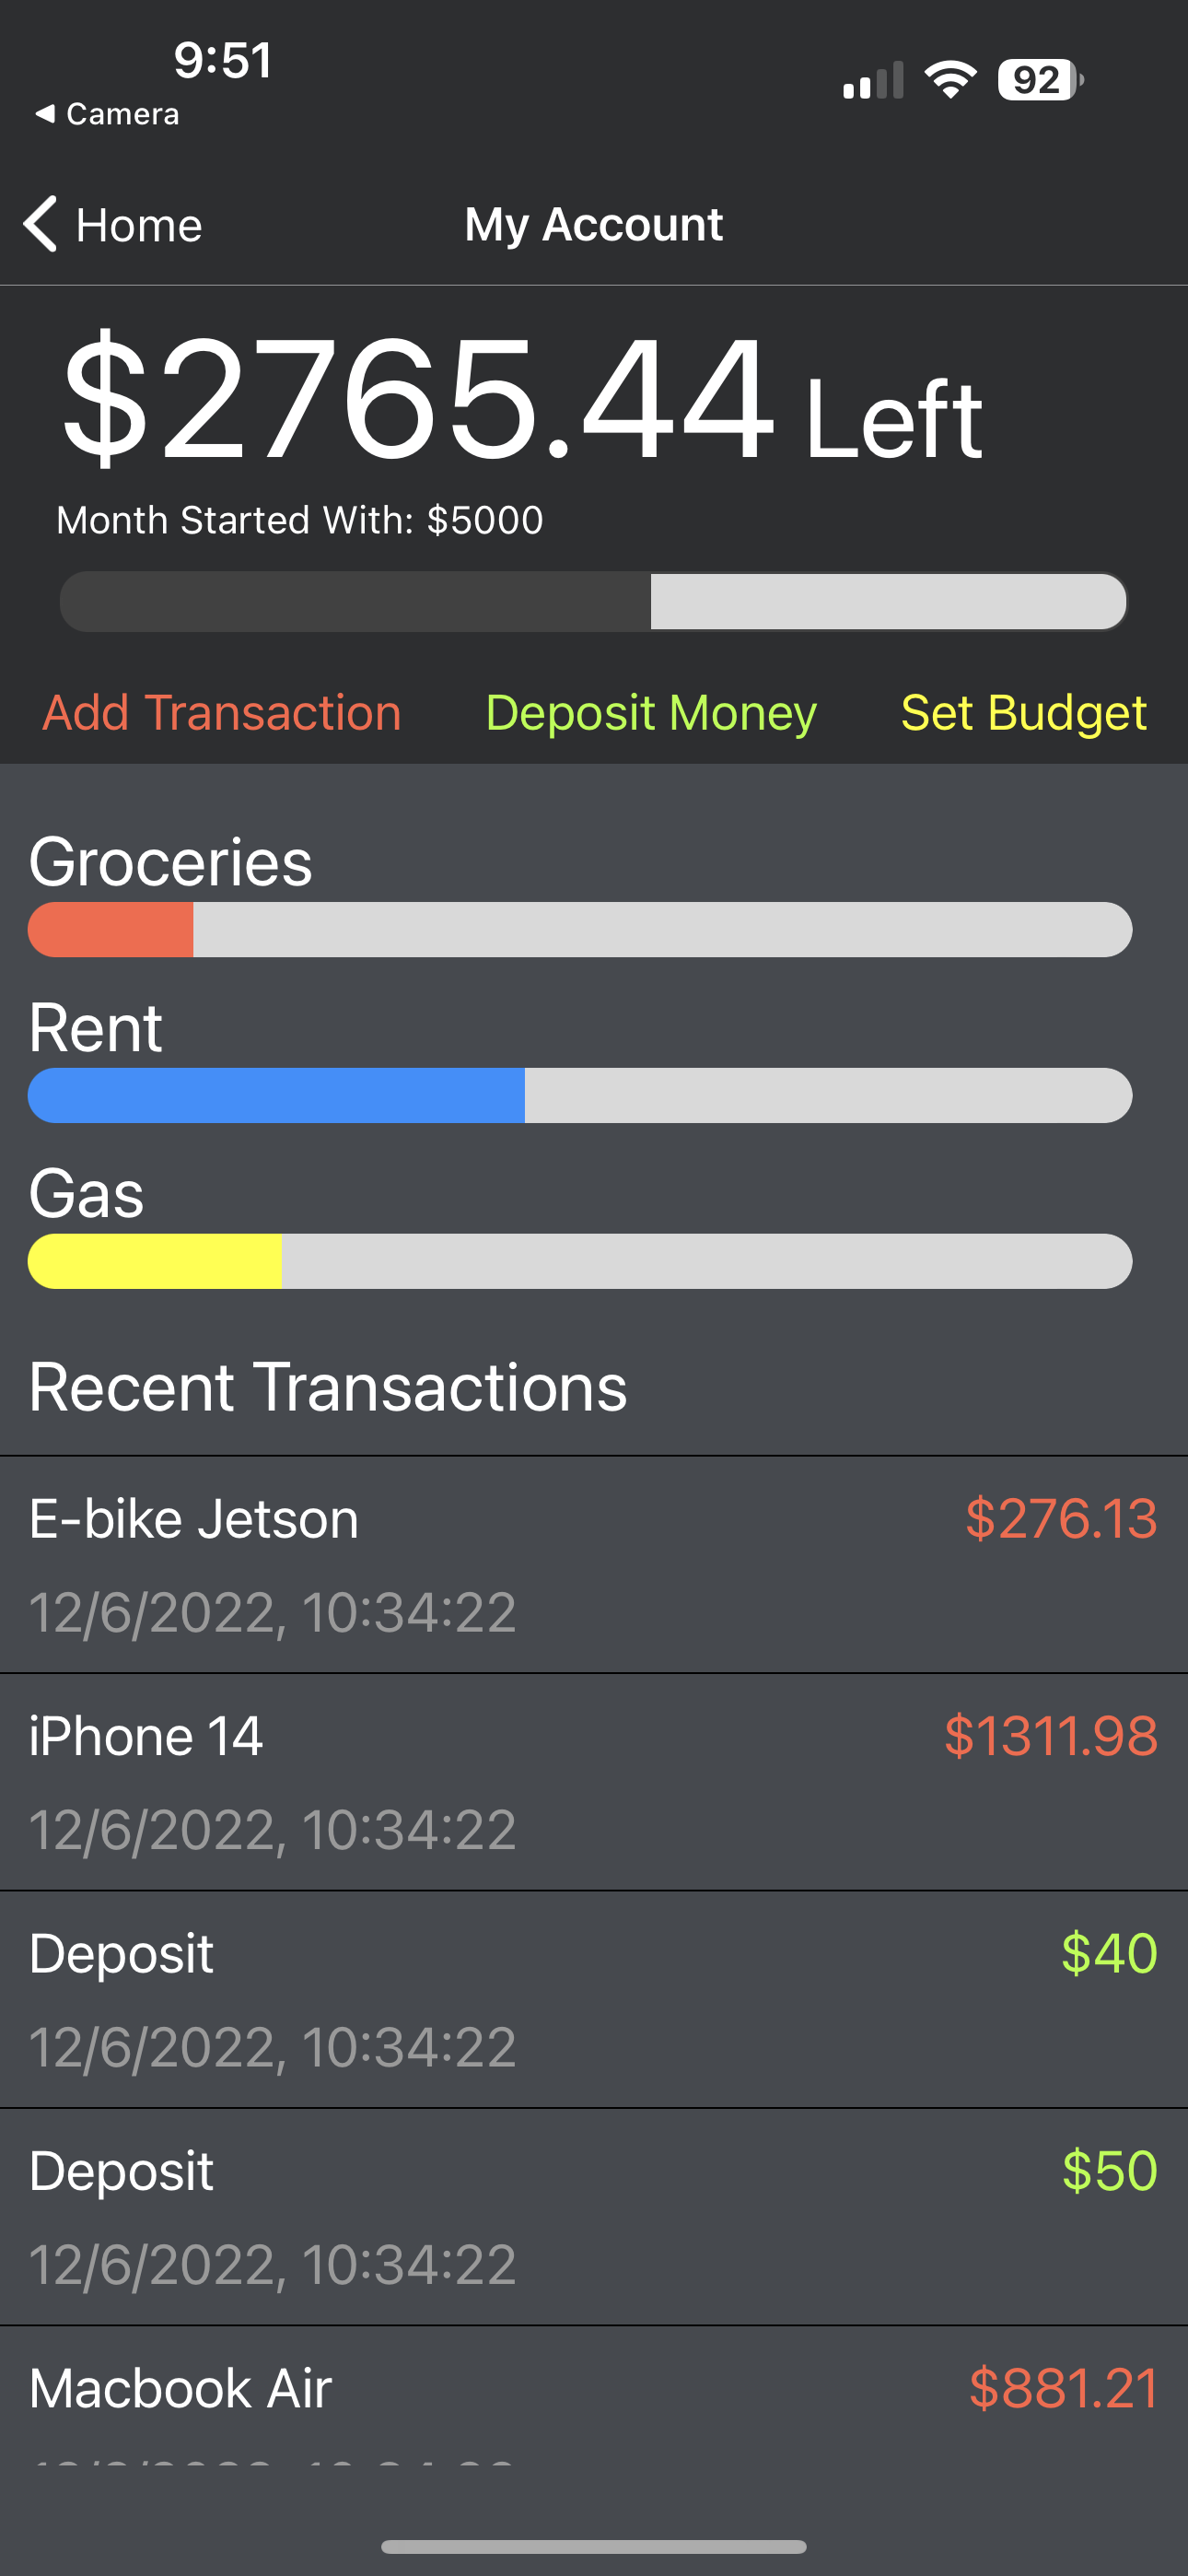 9:51
92
Camera
Home
My Account
$2765.44 Left
Month Started With: $5000
Add Transaction
Deposit Money
Set Budget
Groceries
Rent
Gas
Recent Transactions
E-bike Jetson
$276.13
12/6/2022, 10:34:22
iPhone 14
$1311.98
12/6/2022, 10:34:22
Deposit
$40
12/6/2022, 10:34:22
Deposit
$50
12/6/2022, 10:34:22
Macbook Air
$881.21